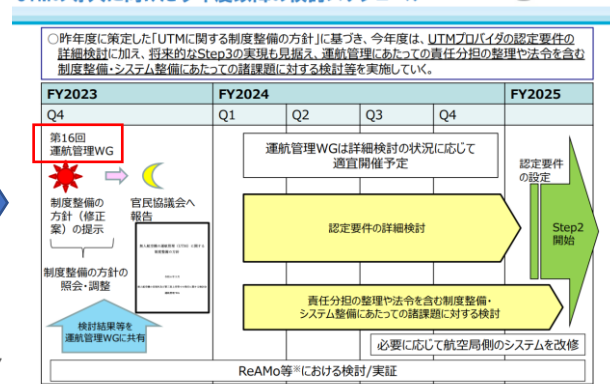 ○昨年度に策定した「UTMに関する制度整備の方針」に基づき、今年度は、UTMプロバイダの認定要件の
詳細検討に加え、将来的なStep3の実現も見据え、運航管理にあたっての責任分担の整理や法令を含む
制度整備・システム整備にあたっての諸課題に対する検討等を実施していく。
FY2023 FY2024 FY2025
Q4 Q1 Q2 Q3 Q4
第16回
運航管理WG
運航管理WGは詳細検討の状況に応じて
適宜開催予定
認定要件
の設定
制度整備の
方針（修正
案）の提示
官民協議会へ
報告
認定要件の詳細検討
Step2
開始
制度整備の方針の
照会・調整
責任分担の整理や法令を含む制度整備・
システム整備にあたっての諸課題に対する検討
検討結果等を
運航管理WGに共有
必要に応じて航空局側のシステムを改修
ReAMo等※における検討/実証